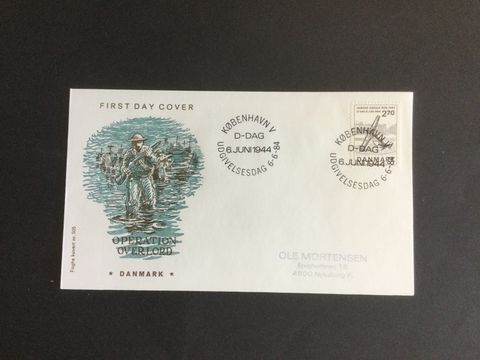 FIRST DAY COVER
KØBENHAVN V
D-DAG
6.JUNI 1944
UDGIVELSESDAG 6-6-84
2.70
DANMARK
KØBENHAVN V
D-DAG
6.JUNI 1944
UDGIVELSESDAG 6-6-84
OPERATION
OVERLORD
★ DANMARK ★
OLE MORTENSEN
4800 Nykøbing F.